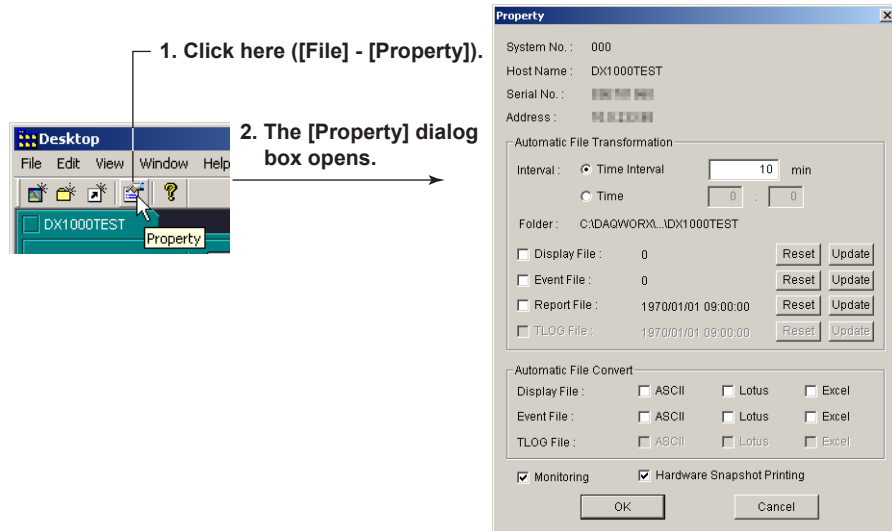 1. Click here ([File] - [Property]).
2. The [Property] dialog
box opens.
Desktop
File Edit View Window Help
DX1000TEST
Property
Property
System No. : 000
Host Name : DX1000TEST
Serial No. :
Address :
Automatic File Transformation
Interval : Time Interval 10 min
Time 0 : 0
Folder : C:\DAQWORX\...\DX1000TEST
Display File : 0 Reset Update
Event File : 0 Reset Update
Report File : 1970/01/01 09:00:00 Reset Update
TLOG File : 1970/01/01 09:00:00 Reset Update
Automatic File Convert
Display File : ASCII Lotus Excel
Event File : ASCII Lotus Excel
TLOG File : ASCII Lotus Excel
Monitoring Hardware Snapshot Printing
OK Cancel